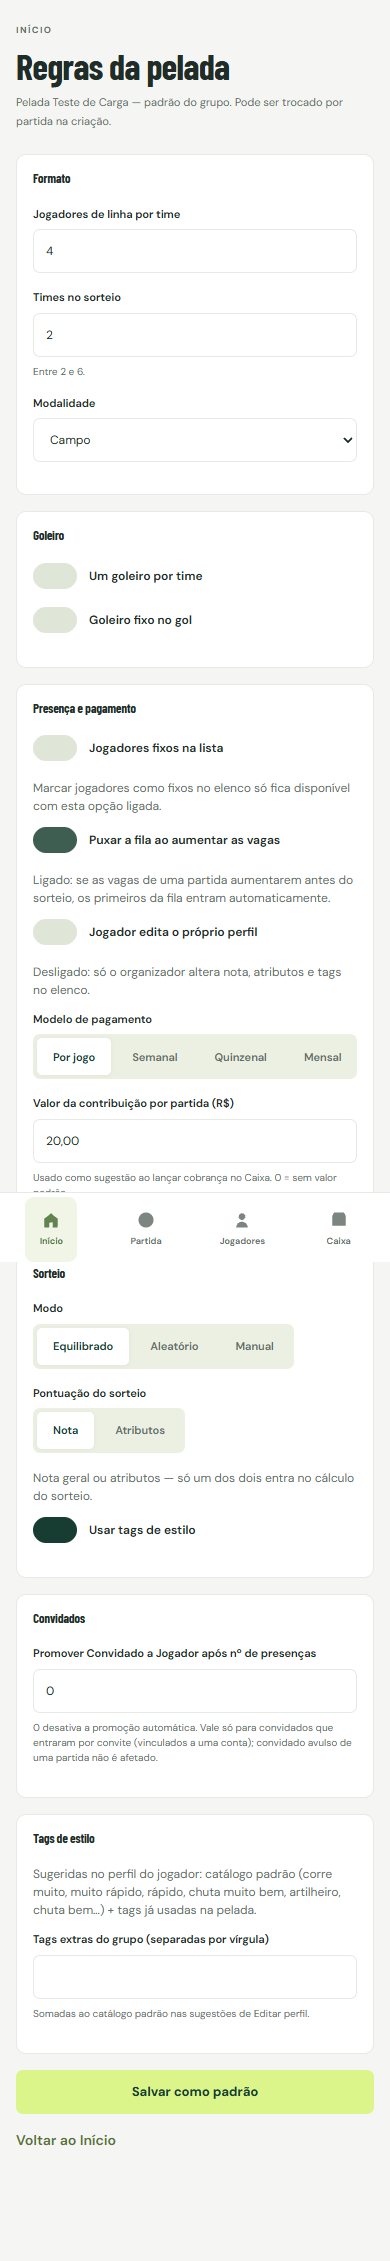 INÍCIO
Regras da pelada
Pelada Teste de Carga — padrão do grupo. Pode ser trocado por
partida na criação.
Formato
Jogadores de linha por time
4
Times no sorteio
2
Entre 2 e 6.
Modalidade
Campo
Goleiro
Um goleiro por time
Goleiro fixo no gol
Presença e pagamento
Jogadores fixos na lista
Marcar jogadores como fixos no elenco só fica disponível
com esta opção ligada.
Puxar a fila ao aumentar as vagas
Ligado: se as vagas de uma partida aumentarem antes do
sorteio, os primeiros da fila entram automaticamente.
Jogador edita o próprio perfil
Desligado: só o organizador altera nota, atributos e tags
no elenco.
Modelo de pagamento
Por jogo Semanal Quinzenal Mensal
Valor da contribuição por partida (R$)
20,00
Usado como sugestão ao lançar cobrança no Caixa. 0 = sem valor
Início Partida Jogadores Caixa
Sorteio
Modo
Equilibrado Aleatório Manual
Pontuação do sorteio
Nota Atributos
Nota geral ou atributos — só um dos dois entra no cálculo
do sorteio.
Usar tags de estilo
Convidados
Promover Convidado a Jogador após nº de presenças
0
0 desativa a promoção automática. Vale só para convidados que
entraram por convite (vinculados a uma conta); convidado avulso de
uma partida não é afetado.
Tags de estilo
Sugeridas no perfil do jogador: catálogo padrão (corre
muito, muito rápido, rápido, chuta muito bem, artilheiro,
chuta bem…) + tags já usadas na pelada.
Tags extras do grupo (separadas por vírgula)
Somadas ao catálogo padrão nas sugestões de Editar perfil.
Salvar como padrão
Voltar ao Início